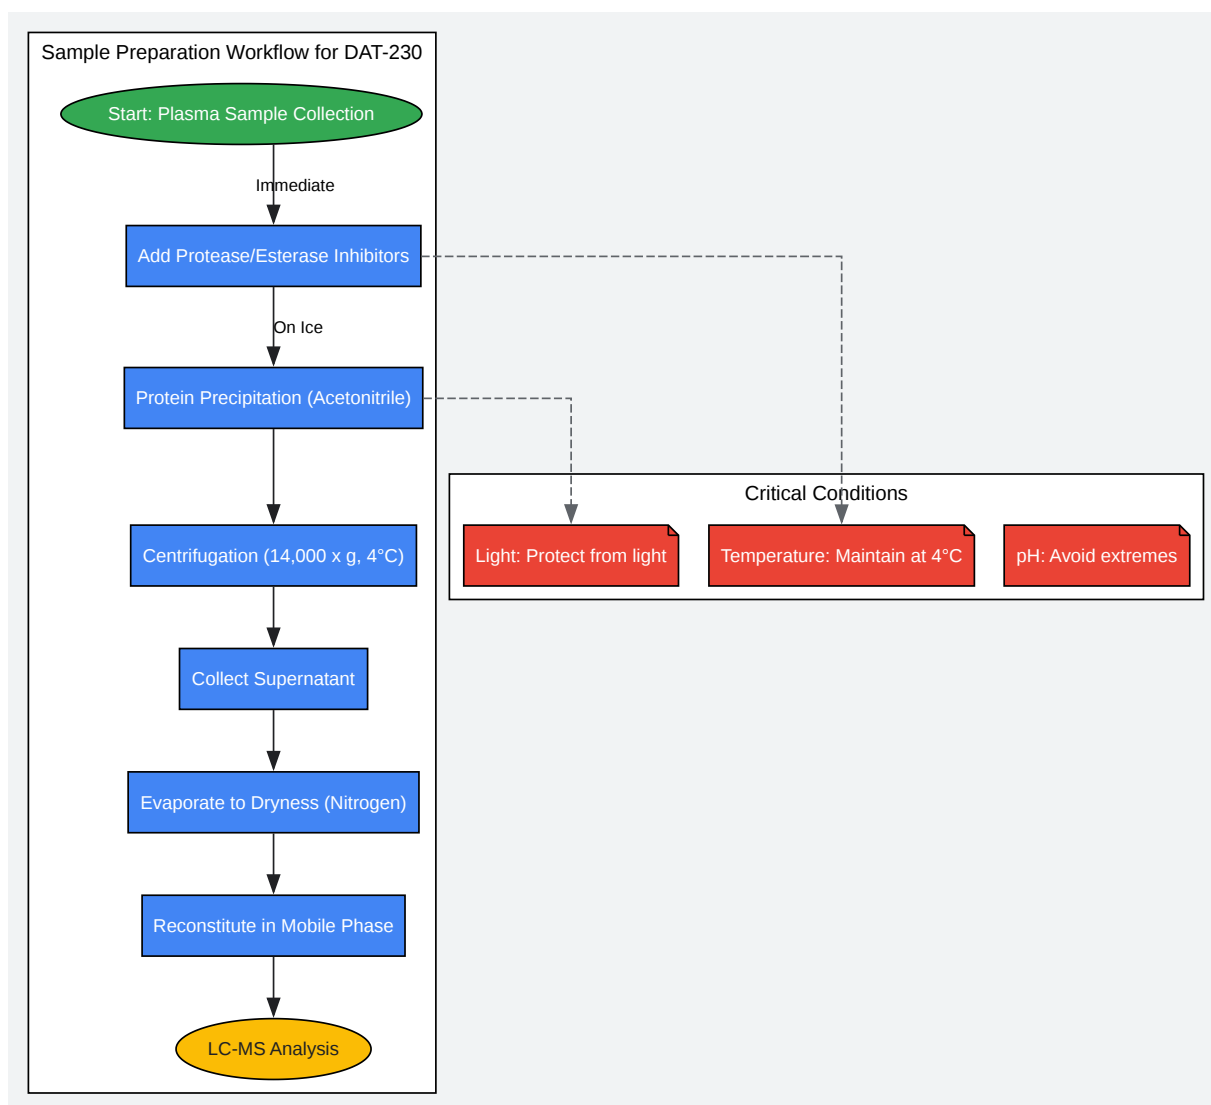 Sample Preparation Workflow for DAT-230
Start: Plasma Sample Collection
Immediate
Add Protease/Esterase Inhibitors
On Ice
Protein Precipitation (Acetonitrile)
Centrifugation (14,000 x g, 4°C)
Collect Supernatant
Evaporate to Dryness (Nitrogen)
Reconstitute in Mobile Phase
LC-MS Analysis
Critical Conditions
Light: Protect from light
Temperature: Maintain at 4°C
pH: Avoid extremes